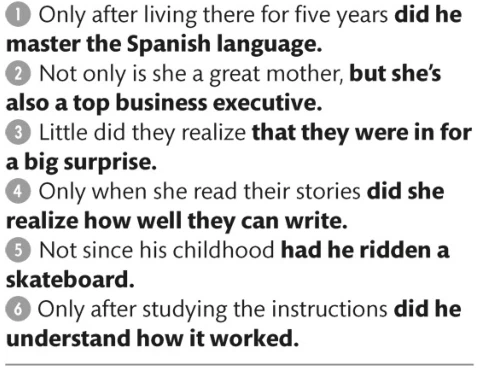 1 Only after living there for five years did he
master the Spanish language.
2 Not only is she a great mother, but she's
also a top business executive.
3 Little did they realize that they were in for
a big surprise.
4 Only when she read their stories did she
realize how well they can write.
5 Not since his childhood had he ridden a
skateboard.
6 Only after studying the instructions did he
understand how it worked.